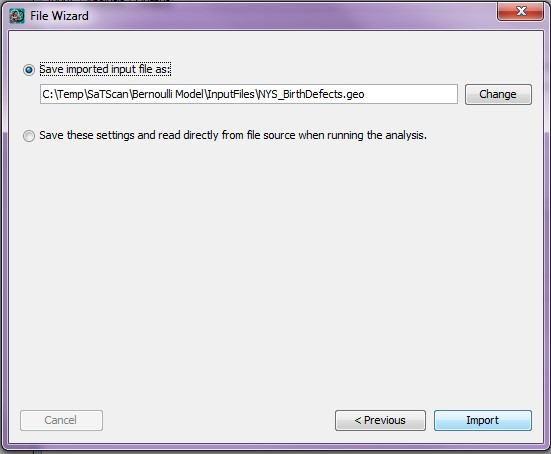 File Wizard
Save imported input file as:
C:\Temp\SaTScan\Bernoulli Model\InputFiles\NYS_BirthDefects.geo
Change
Save these settings and read directly from file source when running the analysis.
Cancel
< Previous
Import